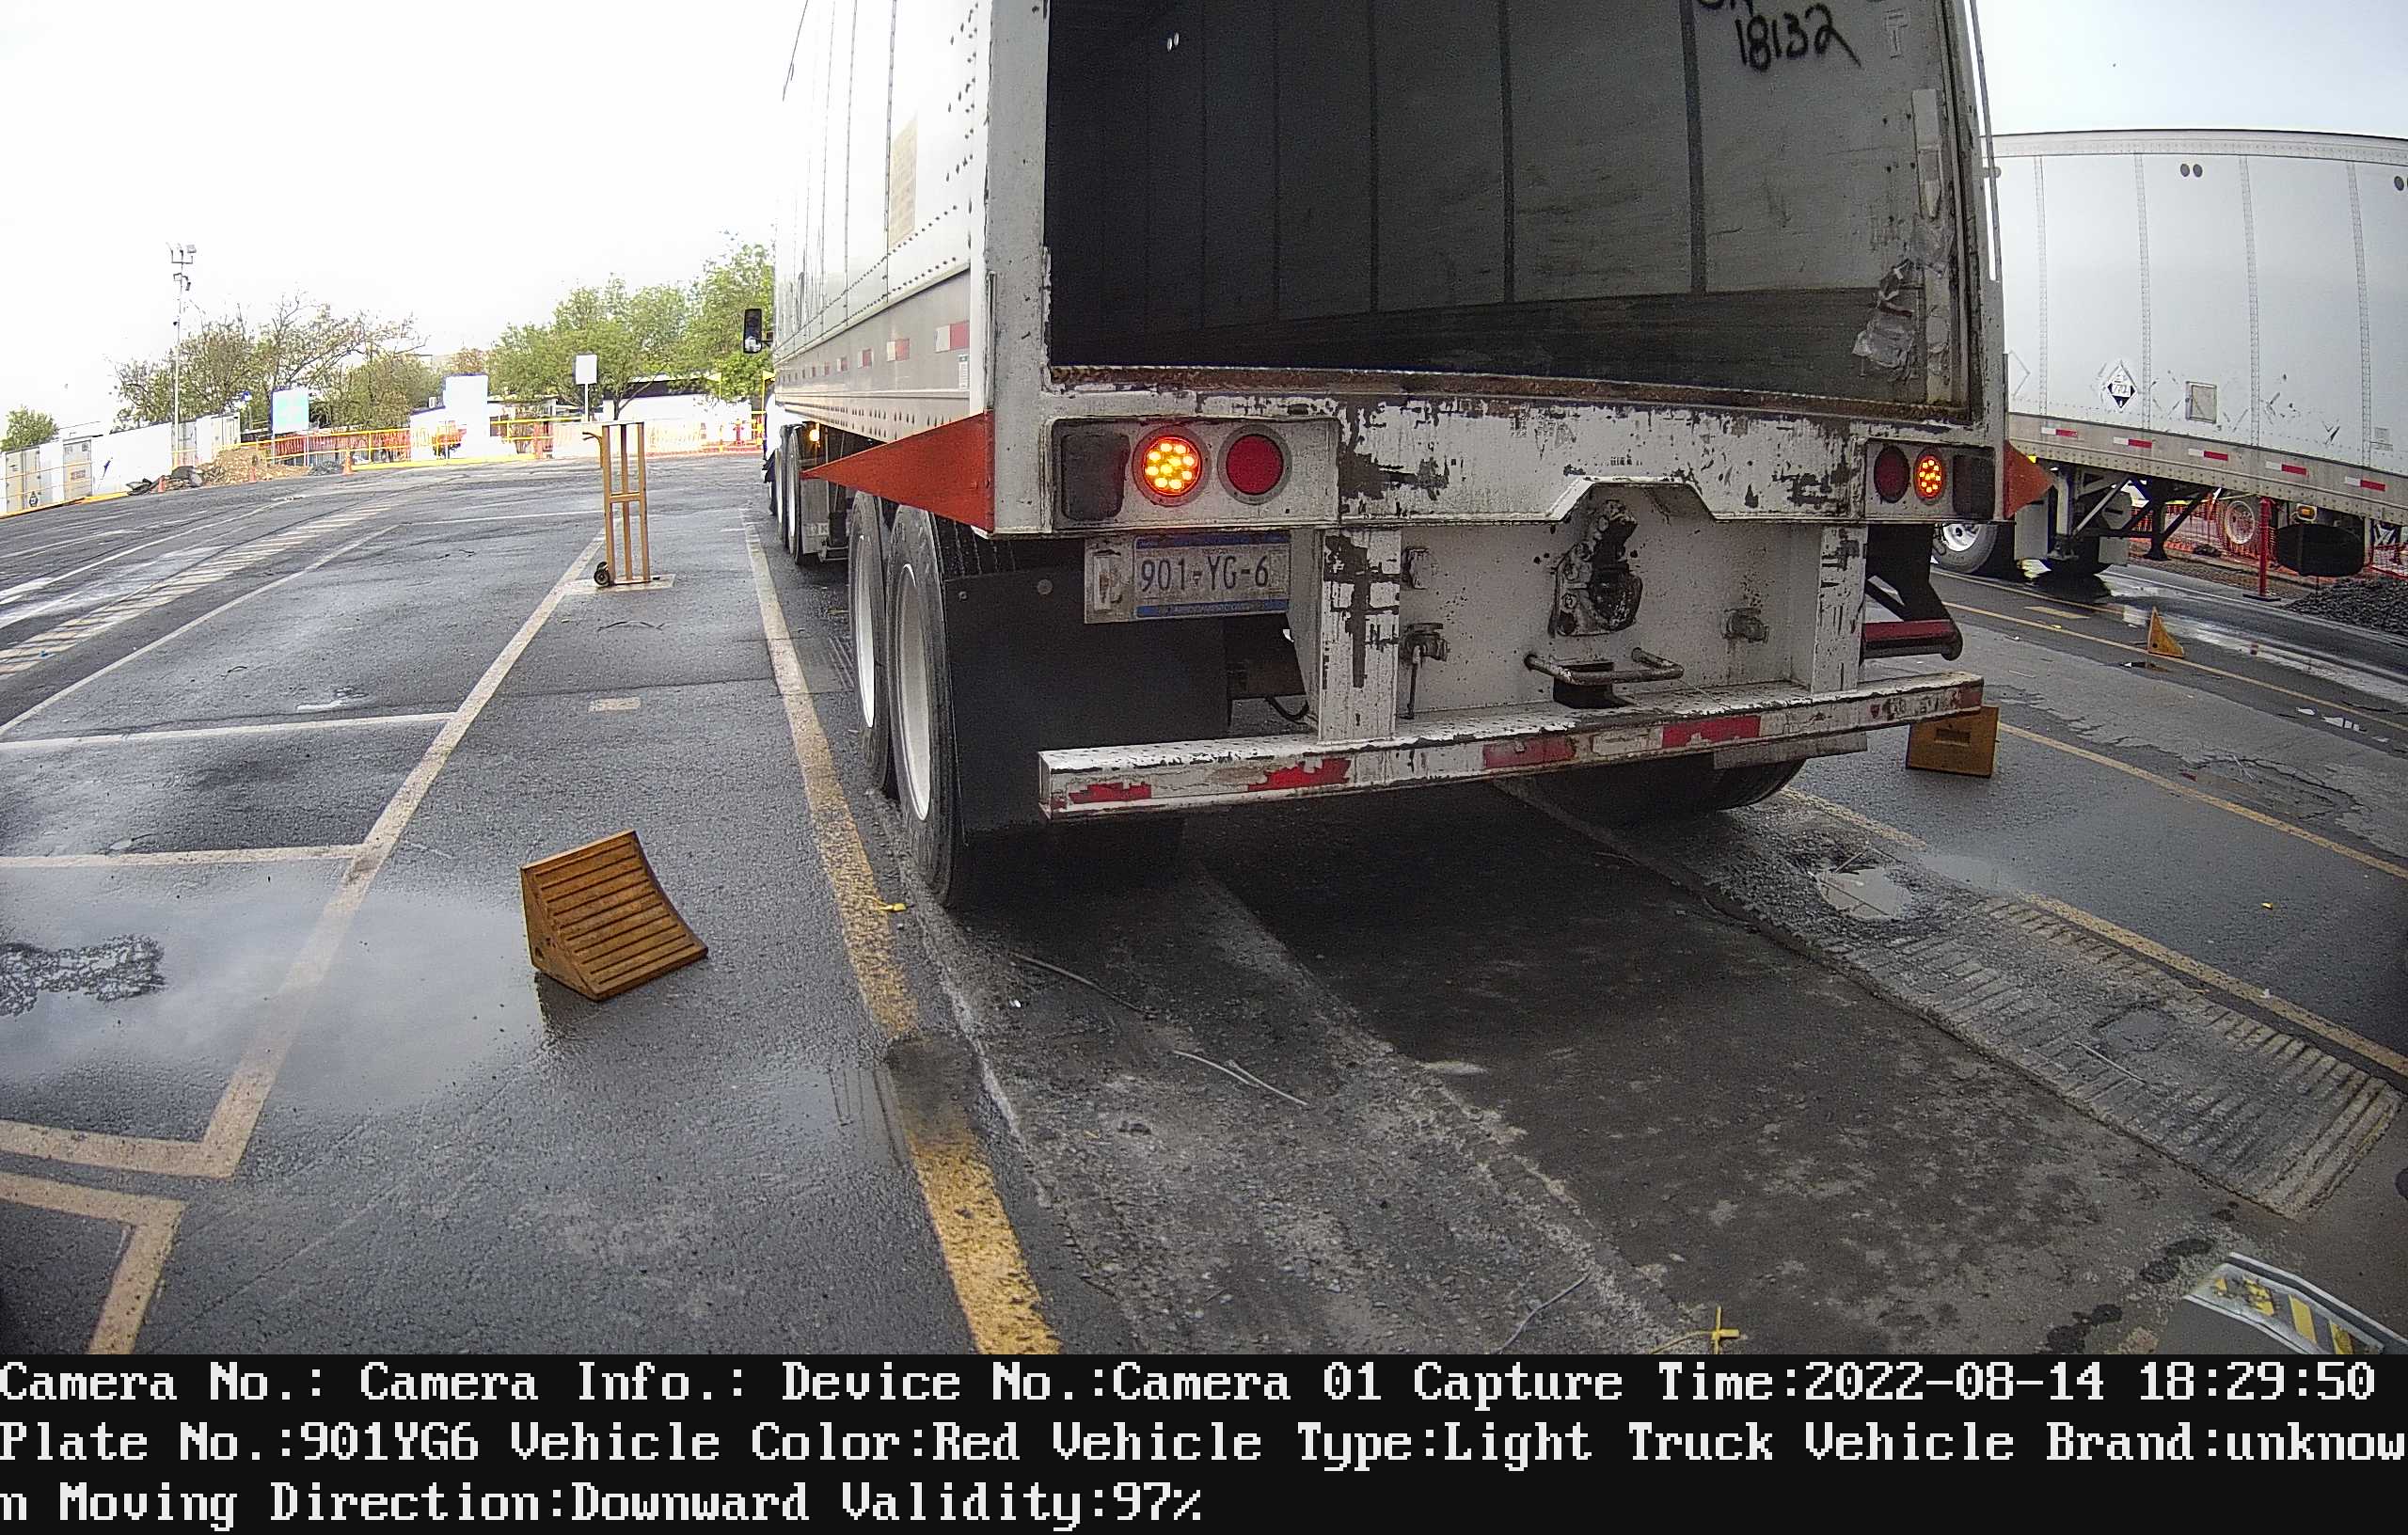 18132
901-YG-6
Camera No.: Camera Info.: Device No.:Camera 01 Capture Time:2022-08-14 18:29:50
Plate No.:901YG6 Vehicle Color:Red Vehicle Type:Light Truck Vehicle Brand:unknow
n Moving Direction:Downward Validity:97%